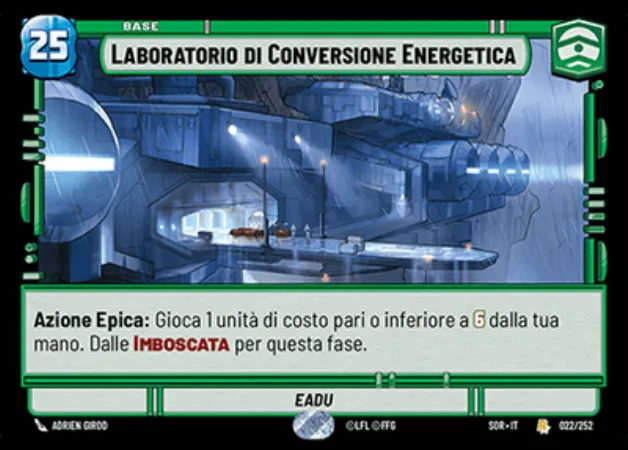 BASE
25
LABORATORIO DI CONVERSIONE ENERGETICA
Azione Epica: Gioca 1 unità di costo pari o inferiore a 6 dalla tua
mano. Dalle IMBOSCATA per questa fase.
EADU
ADRIEN GIROD
©LFL ©FFG
SOR • IT
022/252